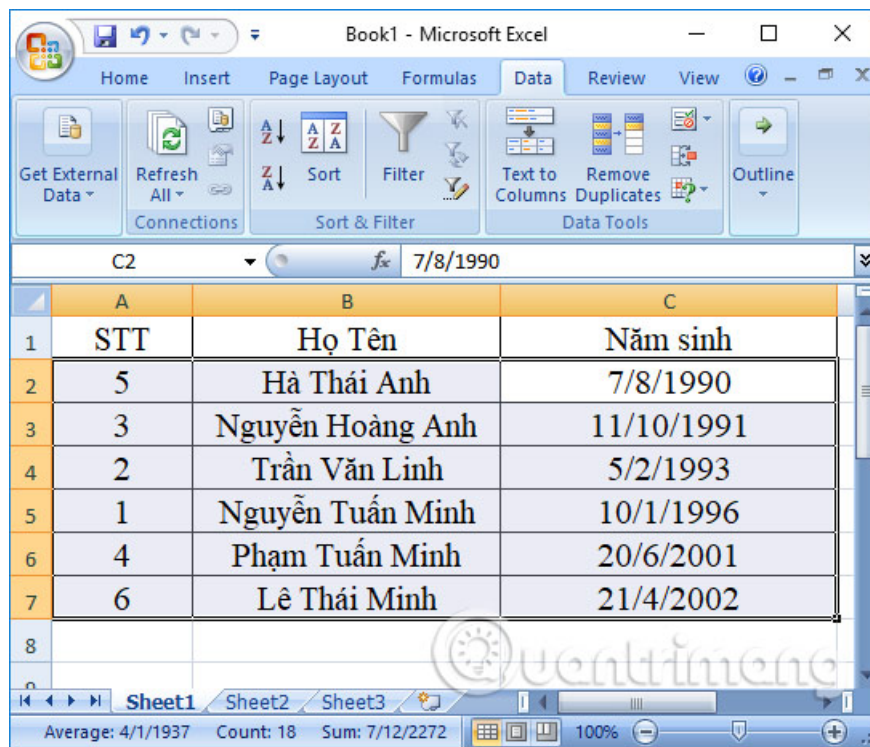 Book1 - Microsoft Excel
Home Insert Page Layout Formulas Data Review View
Get External Data
Refresh All
Sort
Filter
Text to Columns
Remove Duplicates
Outline
Connections Sort & Filter Data Tools
C2 fx 7/8/1990
A B C
1 STT Họ Tên Năm sinh
2 5 Hà Thái Anh 7/8/1990
3 3 Nguyễn Hoàng Anh 11/10/1991
4 2 Trần Văn Linh 5/2/1993
5 1 Nguyễn Tuấn Minh 10/1/1996
6 4 Phạm Tuấn Minh 20/6/2001
7 6 Lê Thái Minh 21/4/2002
8
Quantrimang
Sheet1 Sheet2 Sheet3
Average: 4/1/1937 Count: 18 Sum: 7/12/2272 100%